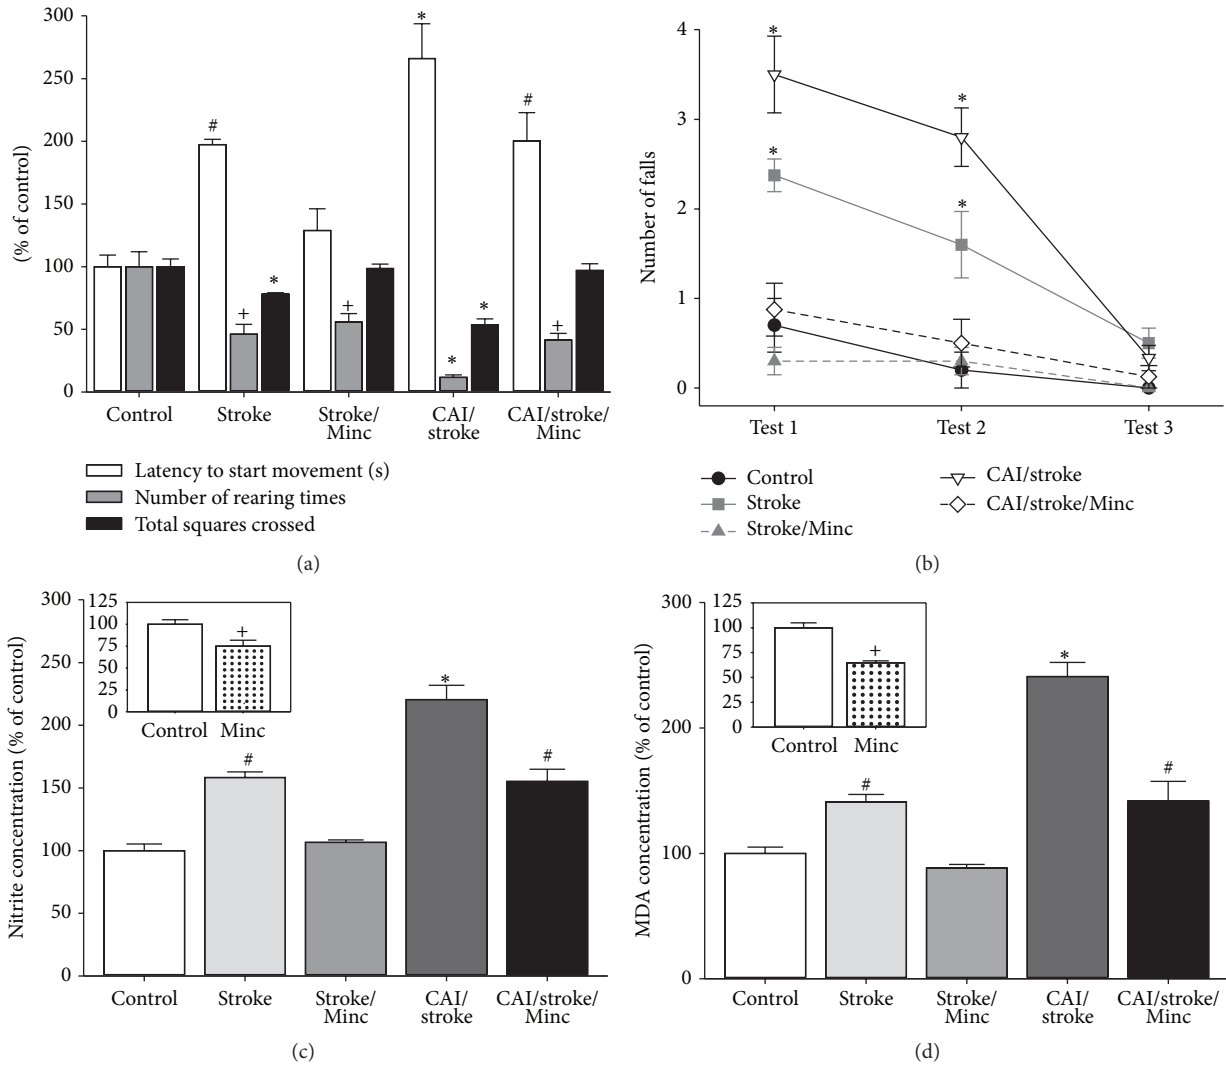 300
250
200
150
100
50
0
(% of control)
*
#
#
+
*
+
*
*
+
Control
Stroke
Stroke/
Minc
CAI/
stroke
CAI/stroke/
Minc
Latency to start movement (s)
Number of rearing times
Total squares crossed
(a)
4
3
2
1
0
Number of falls
*
*
*
*
Test 1
Test 2
Test 3
Control
Stroke
Stroke/Minc
CAI/stroke
CAI/stroke/Minc
(b)
300
250
200
150
100
50
0
Nitrite concentration (% of control)
125
100
75
50
25
0
+
Control
Minc
#
*
#
Control
Stroke
Stroke/
Minc
CAI/
stroke
CAI/stroke/
Minc
(c)
300
200
100
0
MDA concentration (% of control)
125
100
75
50
25
0
+
Control
Minc
#
*
#
Control
Stroke
Stroke/
Minc
CAI/
stroke
CAI/stroke/
Minc
(d)